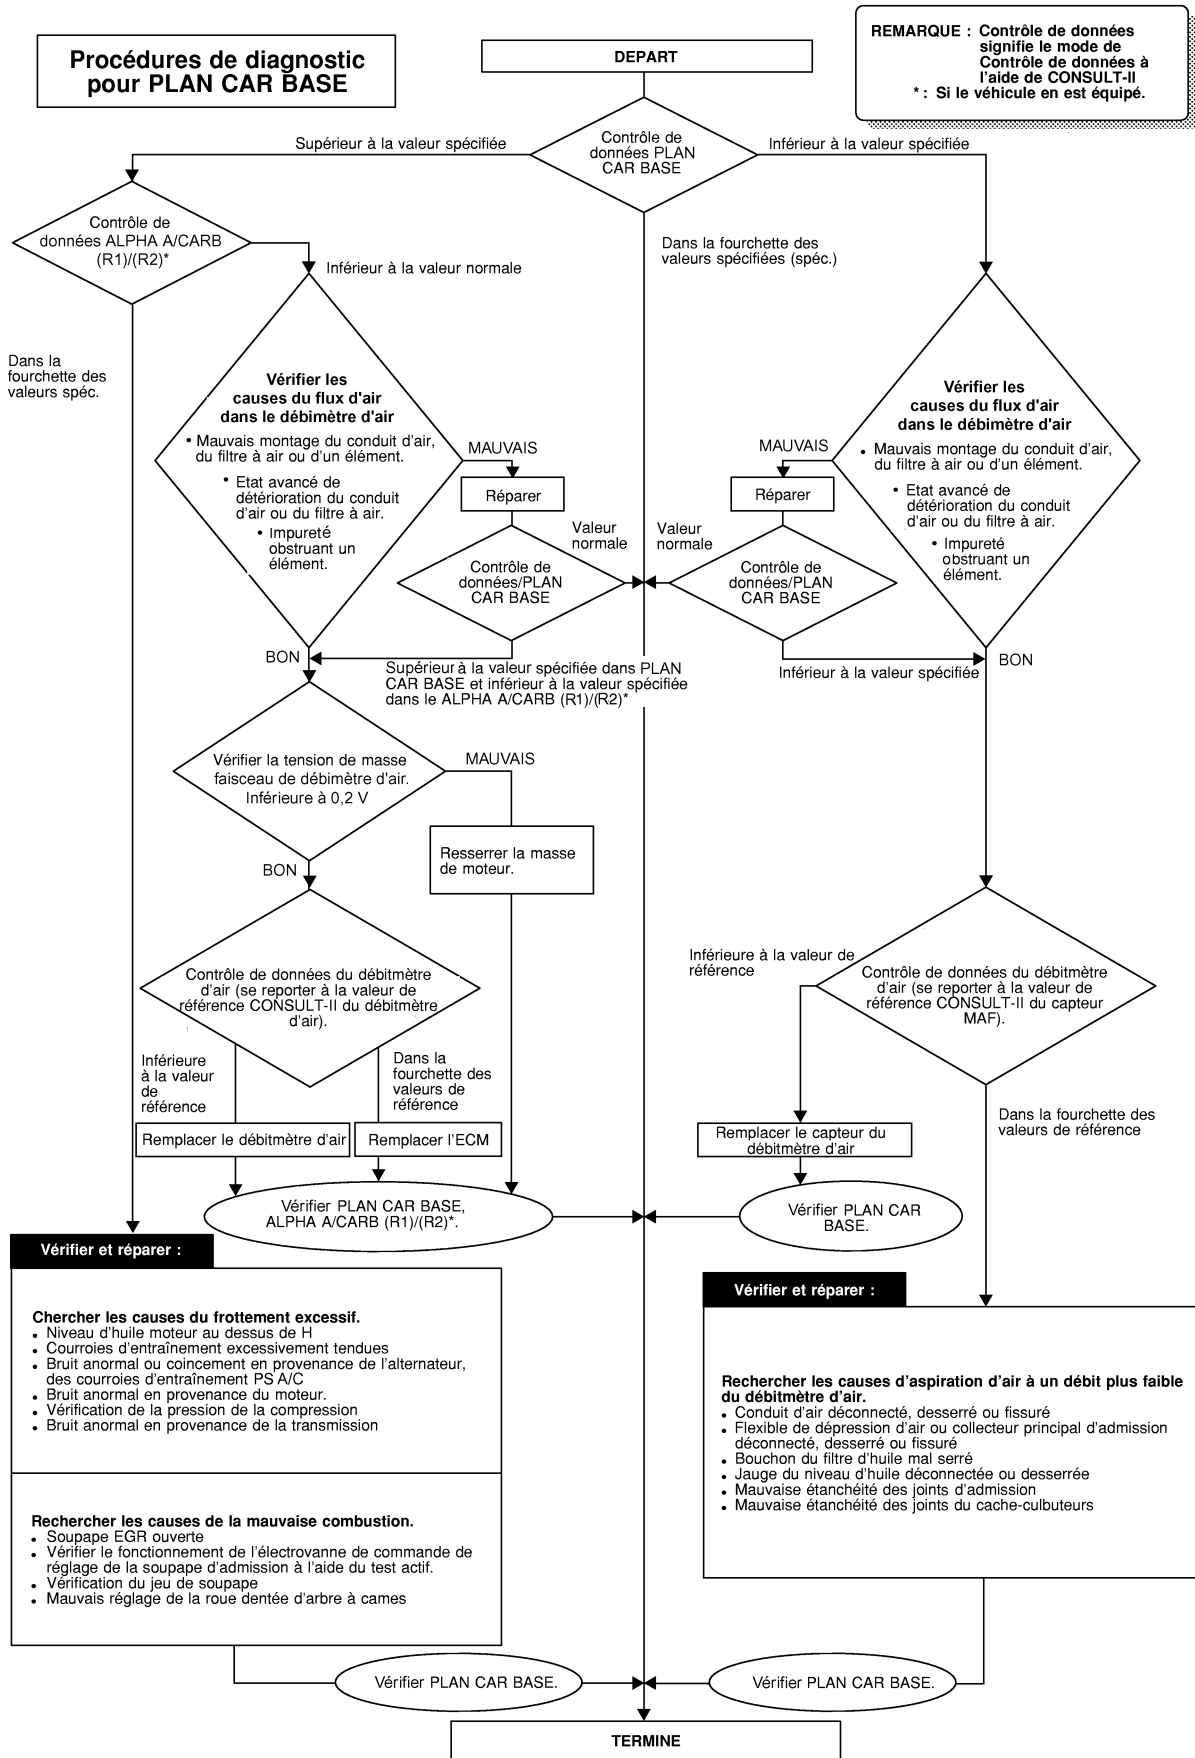 Procédures de diagnostic
pour PLAN CAR BASE
DEPART
REMARQUE : Contrôle de données
signifie le mode de
Contrôle de données à
l'aide de CONSULT-II
* : Si le véhicule en est équipé.
Supérieur à la valeur spécifiée
Contrôle de
données PLAN
CAR BASE
Inférieur à la valeur spécifiée
Contrôle de
données ALPHA A/CARB
(R1)/(R2)*
Inférieur à la valeur normale
Dans la fourchette des
valeurs spécifiées (spéc.)
Dans la
fourchette des
valeurs spéc.
Vérifier les
causes du flux d'air
dans le débimètre d'air
• Mauvais montage du conduit d'air,
du filtre à air ou d'un élément.
• Etat avancé de
détérioration du conduit
d'air ou du filtre à air.
• Impureté
obstruant un
élément.
MAUVAIS
Réparer
Valeur
normale
Contrôle de
données/PLAN
CAR BASE
MAUVAIS
Réparer
Valeur
normale
Contrôle de
données/PLAN
CAR BASE
Vérifier les
causes du flux d'air
dans le débimètre d'air
• Mauvais montage du conduit d'air,
du filtre à air ou d'un élément.
• Etat avancé de
détérioration du conduit
d'air ou du filtre à air.
• Impureté
obstruant un
élément.
BON
Supérieur à la valeur spécifiée dans PLAN
CAR BASE et inférieur à la valeur spécifiée
dans le ALPHA A/CARB (R1)/(R2)*
Inférieur à la valeur spécifiée
BON
Vérifier la tension de masse
faisceau de débimètre d'air.
Inférieure à 0,2 V
MAUVAIS
Resserrer la masse
de moteur.
BON
Contrôle de données du débitmètre
d'air (se reporter à la valeur de
référence CONSULT-II du débitmètre
d'air).
Inférieure à la valeur de
référence
Contrôle de données du débitmètre
d'air (se reporter à la valeur de
référence CONSULT-II du capteur
MAF).
Inférieure
à la valeur
de
référence
Dans la
fourchette des
valeurs de
référence
Dans la fourchette des
valeurs de référence
Remplacer le débitmètre d'air
Remplacer l'ECM
Remplacer le capteur du
débitmètre d'air
Vérifier PLAN CAR BASE,
ALPHA A/CARB (R1)/(R2)*.
Vérifier PLAN CAR
BASE.
Vérifier et réparer :
Chercher les causes du frottement excessif.
• Niveau d'huile moteur au dessus de H
• Courroies d'entraînement excessivement tendues
• Bruit anormal ou coincement en provenance de l'alternateur,
des courroies d'entraînement PS A/C
• Bruit anormal en provenance du moteur.
• Vérification de la pression de la compression
• Bruit anormal en provenance de la transmission
Rechercher les causes de la mauvaise combustion.
• Soupape EGR ouverte
• Vérifier le fonctionnement de l'électrovanne de commande de
réglage de la soupape d'admission à l'aide du test actif.
• Vérification du jeu de soupape
• Mauvais réglage de la roue dentée d'arbre à cames
Vérifier et réparer :
Rechercher les causes d'aspiration d'air à un débit plus faible
du débitmètre d'air.
• Conduit d'air déconnecté, desserré ou fissuré
• Flexible de dépression d'air ou collecteur principal d'admission
déconnecté, desserré ou fissuré
• Bouchon du filtre d'huile mal serré
• Jauge du niveau d'huile déconnectée ou desserrée
• Mauvaise étanchéité des joints d'admission
• Mauvaise étanchéité des joints du cache-culbuteurs
Vérifier PLAN CAR BASE.
Vérifier PLAN CAR BASE.
TERMINE